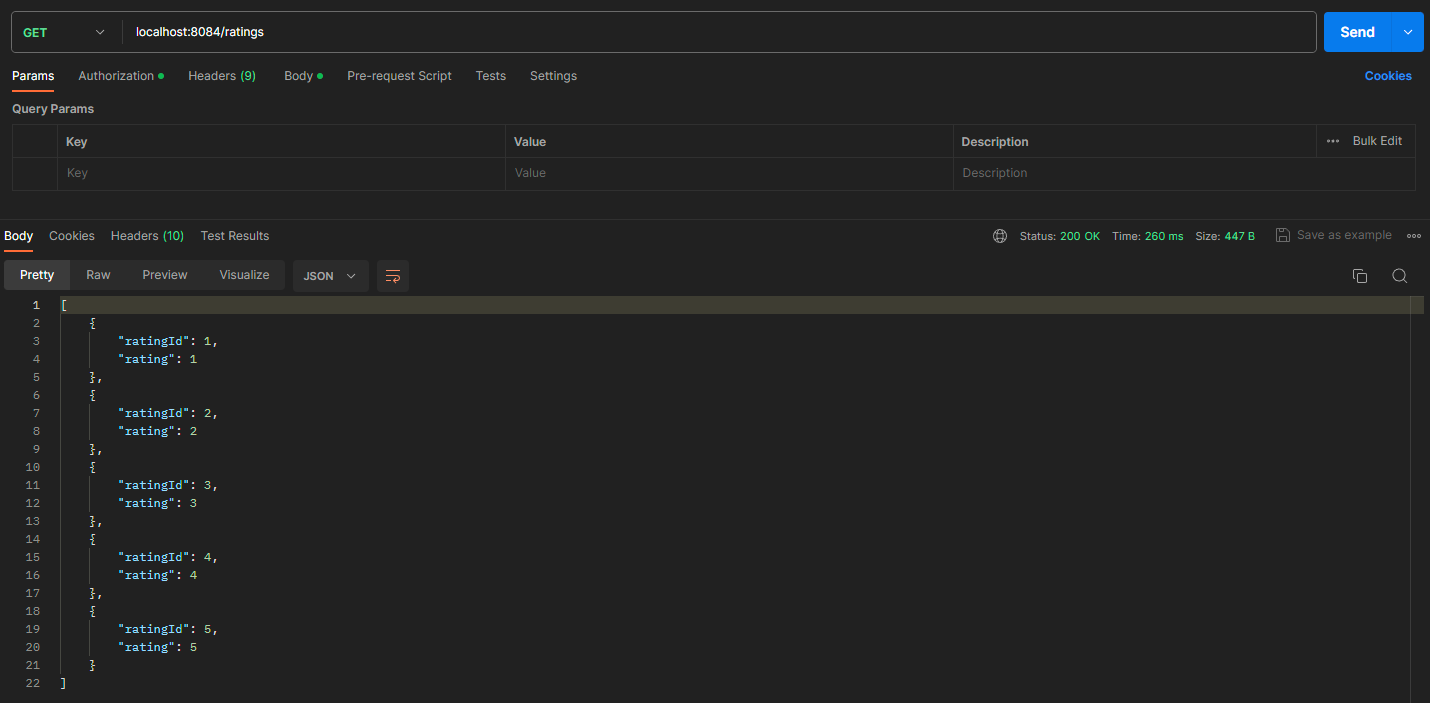 GET localhost:8084/ratings Send
Params Authorization Headers (9) Body Pre-request Script Tests Settings Cookies
Query Params
Key Value Description ••• Bulk Edit
Key Value Description
Body Cookies Headers (10) Test Results Status: 200 OK Time: 260 ms Size: 447 B Save as example
Pretty Raw Preview Visualize JSON
1 [
2 {
3 "ratingId": 1,
4 "rating": 1
5 },
6 {
7 "ratingId": 2,
8 "rating": 2
9 },
10 {
11 "ratingId": 3,
12 "rating": 3
13 },
14 {
15 "ratingId": 4,
16 "rating": 4
17 },
18 {
19 "ratingId": 5,
20 "rating": 5
21 }
22 ]